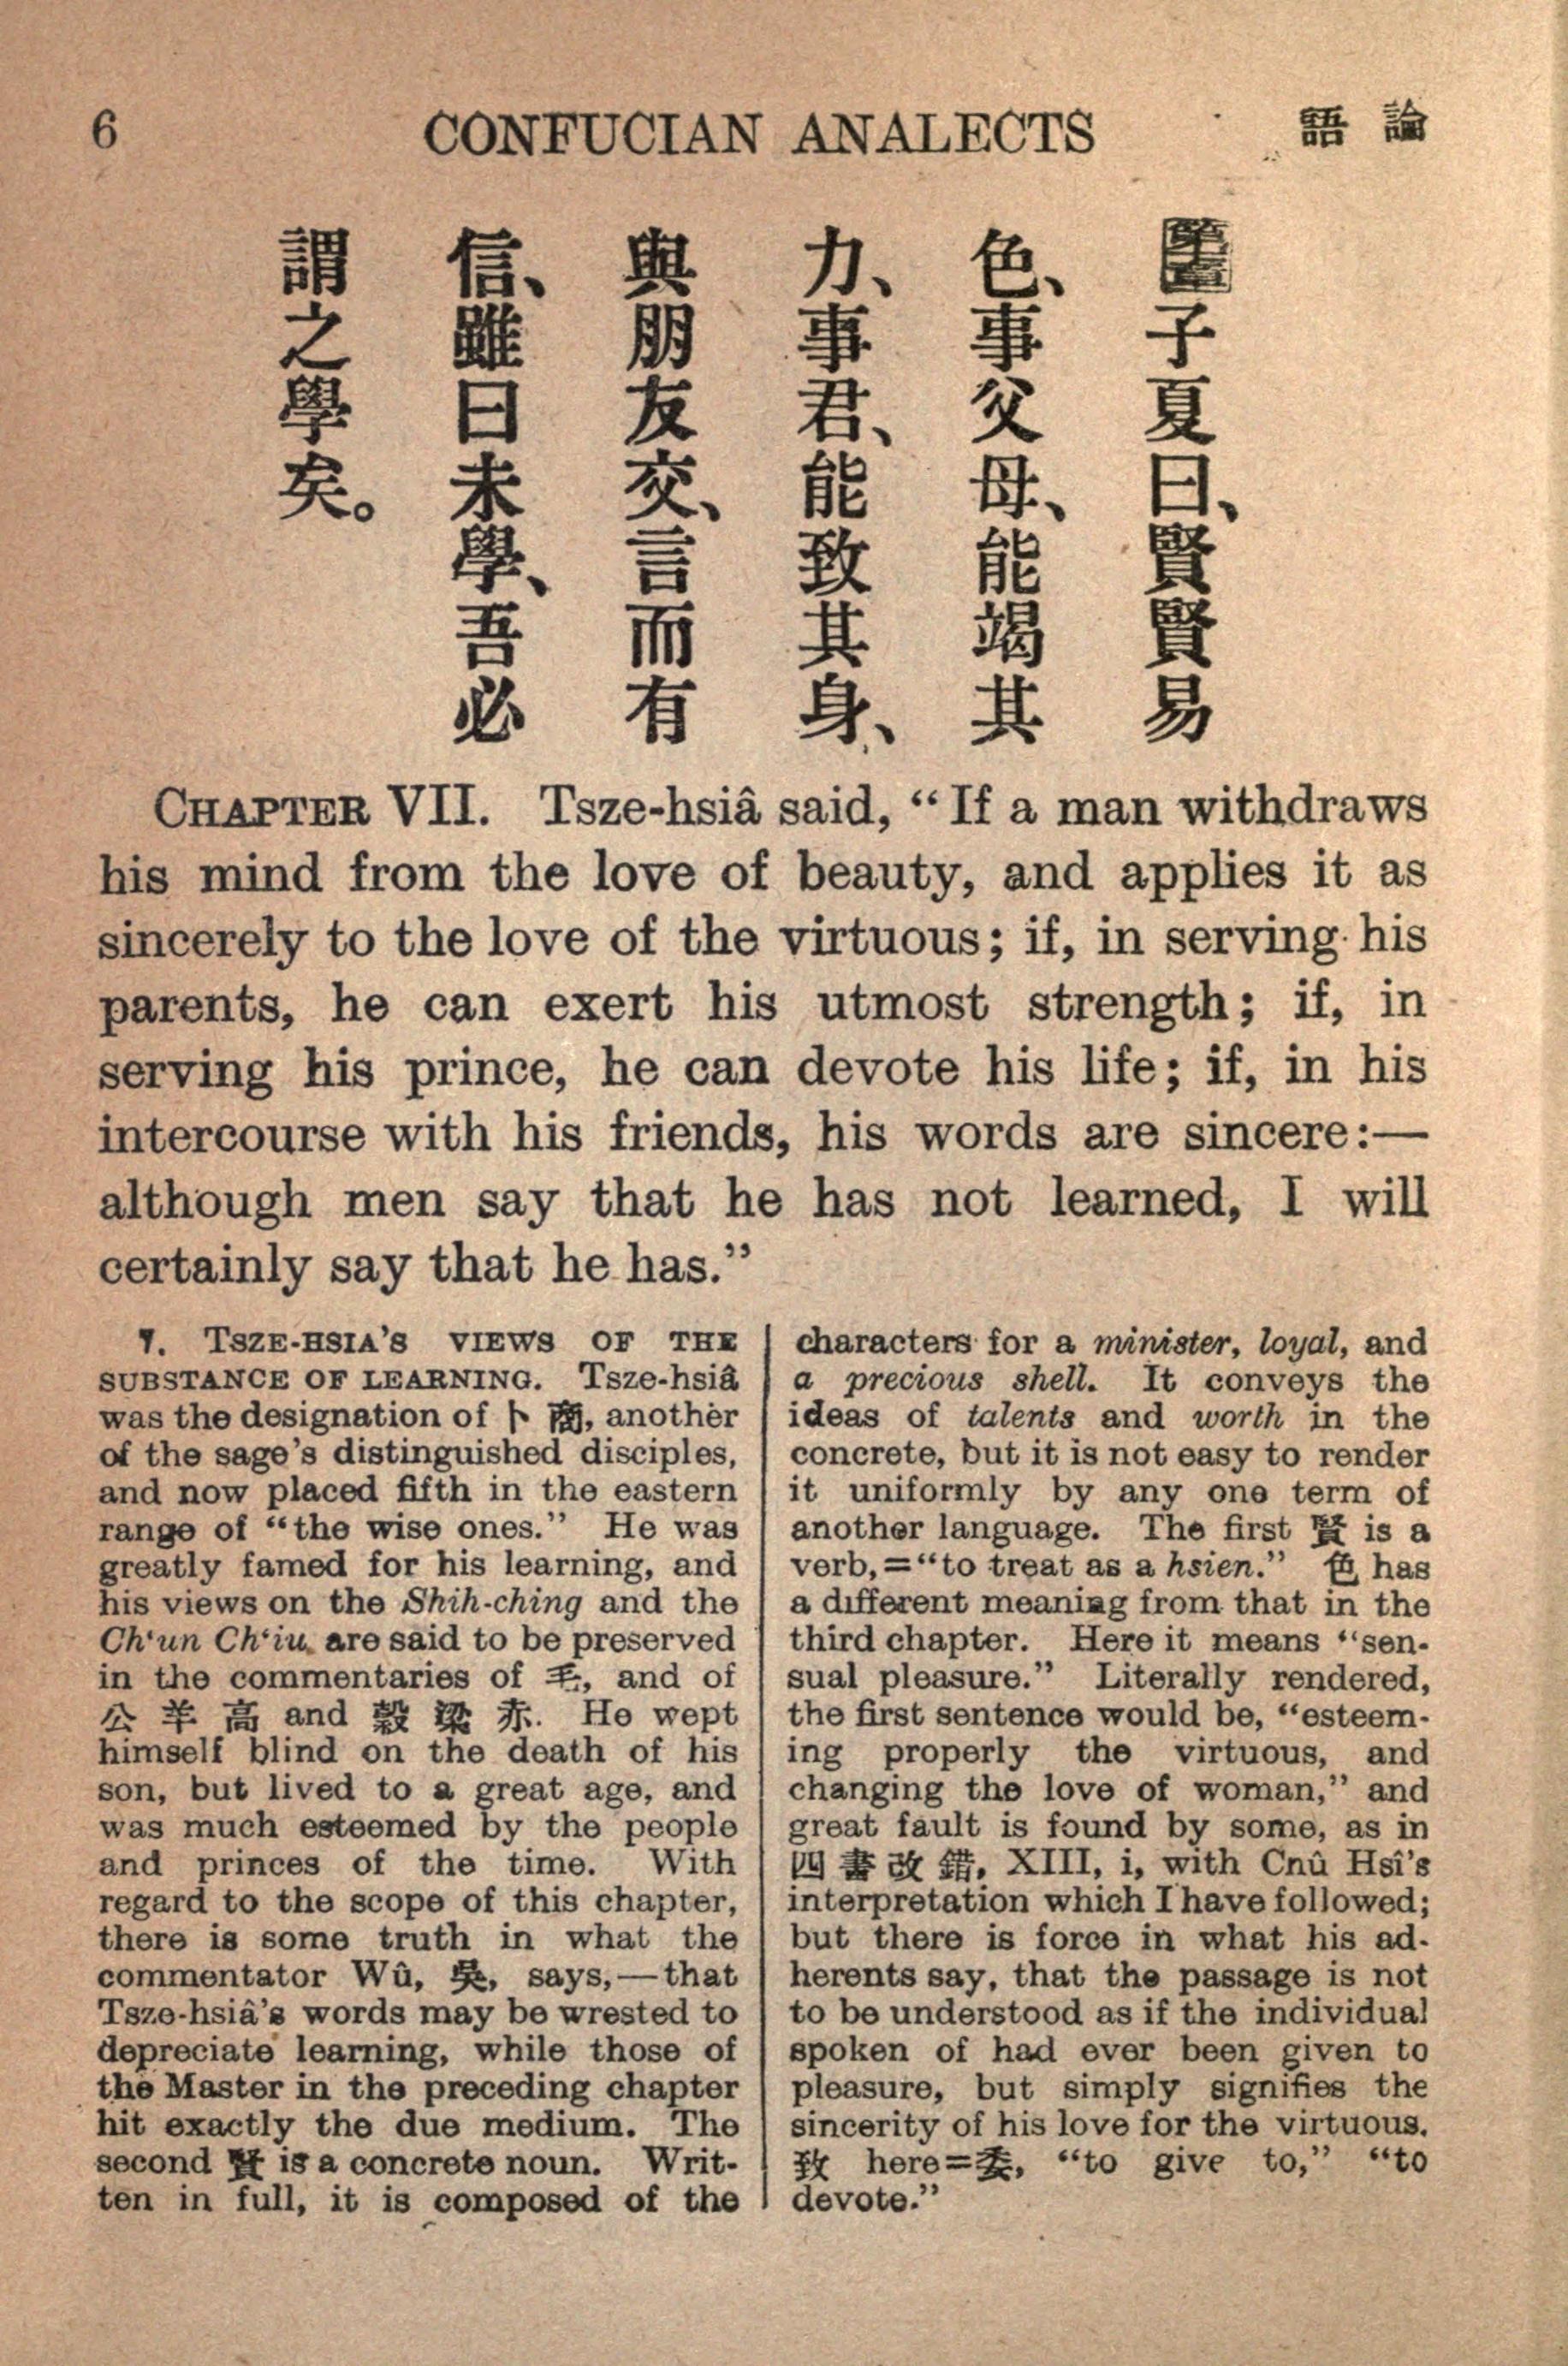 6 CONFUCIAN ANALECTS 語論
子夏曰、賢賢易
色、事父母、能竭其
力、事君、能致其身、
與朋友交、言而有
信、雖曰未學、吾必
謂之學矣。
CHAPTER VII. Tsze-hsiâ said, “If a man withdraws
his mind from the love of beauty, and applies it as
sincerely to the love of the virtuous; if, in serving his
parents, he can exert his utmost strength; if, in
serving his prince, he can devote his life; if, in his
intercourse with his friends, his words are sincere:—
although men say that he has not learned, I will
certainly say that he has.”
7. TSZE-HSIA’S VIEWS OF THE
SUBSTANCE OF LEARNING. Tsze-hsiâ
was the designation of 卜商, another
of the sage’s distinguished disciples,
and now placed fifth in the eastern
range of “the wise ones.” He was
greatly famed for his learning, and
his views on the Shih-ching and the
Ch‘un Ch‘iu are said to be preserved
in the commentaries of 毛, and of
公羊高 and 穀梁赤. He wept
himself blind on the death of his
son, but lived to a great age, and
was much esteemed by the people
and princes of the time. With
regard to the scope of this chapter,
there is some truth in what the
commentator Wû, 吳, says,—that
Tsze-hsiâ’s words may be wrested to
depreciate learning, while those of
the Master in the preceding chapter
hit exactly the due medium. The
second 賢 is a concrete noun. Writ-
ten in full, it is composed of the
characters for a minister, loyal, and
a precious shell. It conveys the
ideas of talents and worth in the
concrete, but it is not easy to render
it uniformly by any one term of
another language. The first 賢 is a
verb,=“to treat as a hsien.” 色 has
a different meaning from that in the
third chapter. Here it means “sen-
sual pleasure.” Literally rendered,
the first sentence would be, “esteem-
ing properly the virtuous, and
changing the love of woman,” and
great fault is found by some, as in
四書改錯, XIII, i, with Cnû Hsî’s
interpretation which I have followed;
but there is force in what his ad-
herents say, that the passage is not
to be understood as if the individual
spoken of had ever been given to
pleasure, but simply signifies the
sincerity of his love for the virtuous.
致 here=委, “to give to,” “to
devote.”